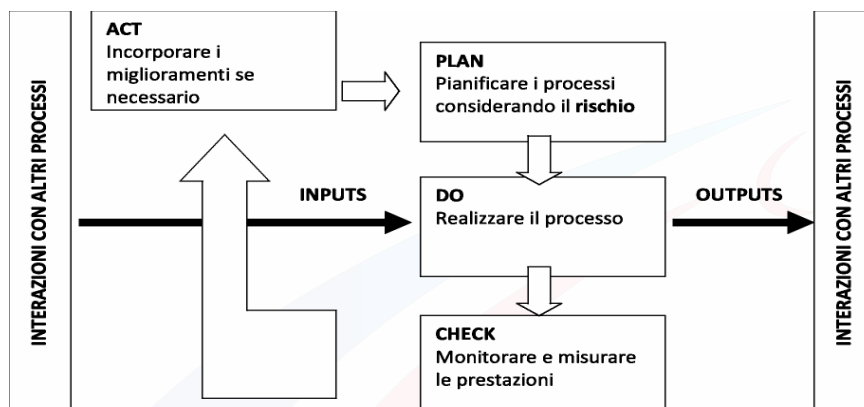 INTERAZIONI CON ALTRI PROCESSI
ACT
Incorporare i
miglioramenti se
necessario
PLAN
Pianificare i processi
considerando il rischio
INPUTS
DO
Realizzare il processo
OUTPUTS
CHECK
Monitorare e misurare
le prestazioni
INTERAZIONI CON ALTRI PROCESSI